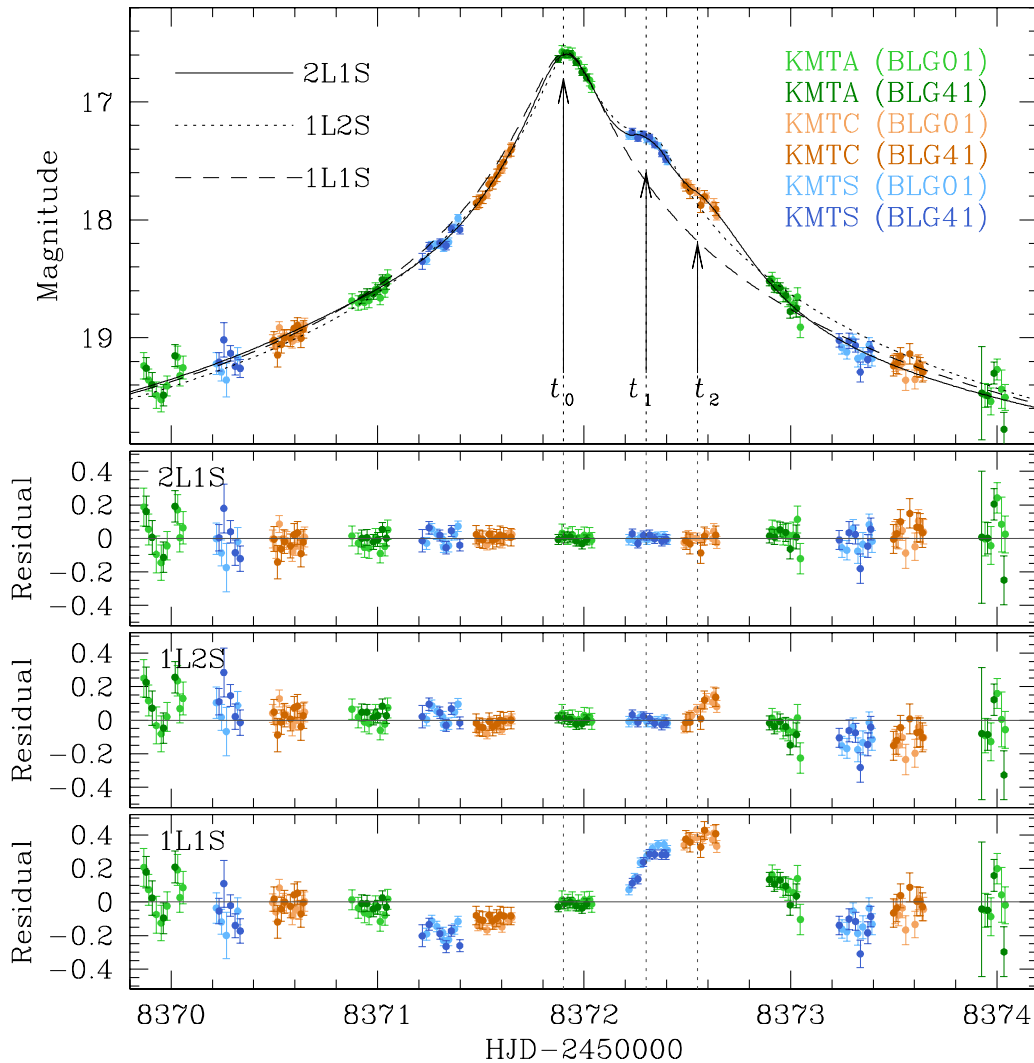 2L1S
1L2S
1L1S
KMTA (BLG01)
KMTA (BLG41)
KMTC (BLG01)
KMTC (BLG41)
KMTS (BLG01)
KMTS (BLG41)
Magnitude
17
18
19
t0
t1
t2
2L1S
Residual
0.4
0.2
0
−0.2
−0.4
1L2S
Residual
0.4
0.2
0
−0.2
−0.4
1L1S
Residual
0.4
0.2
0
−0.2
−0.4
8370 8371 8372 8373 8374
HJD−2450000